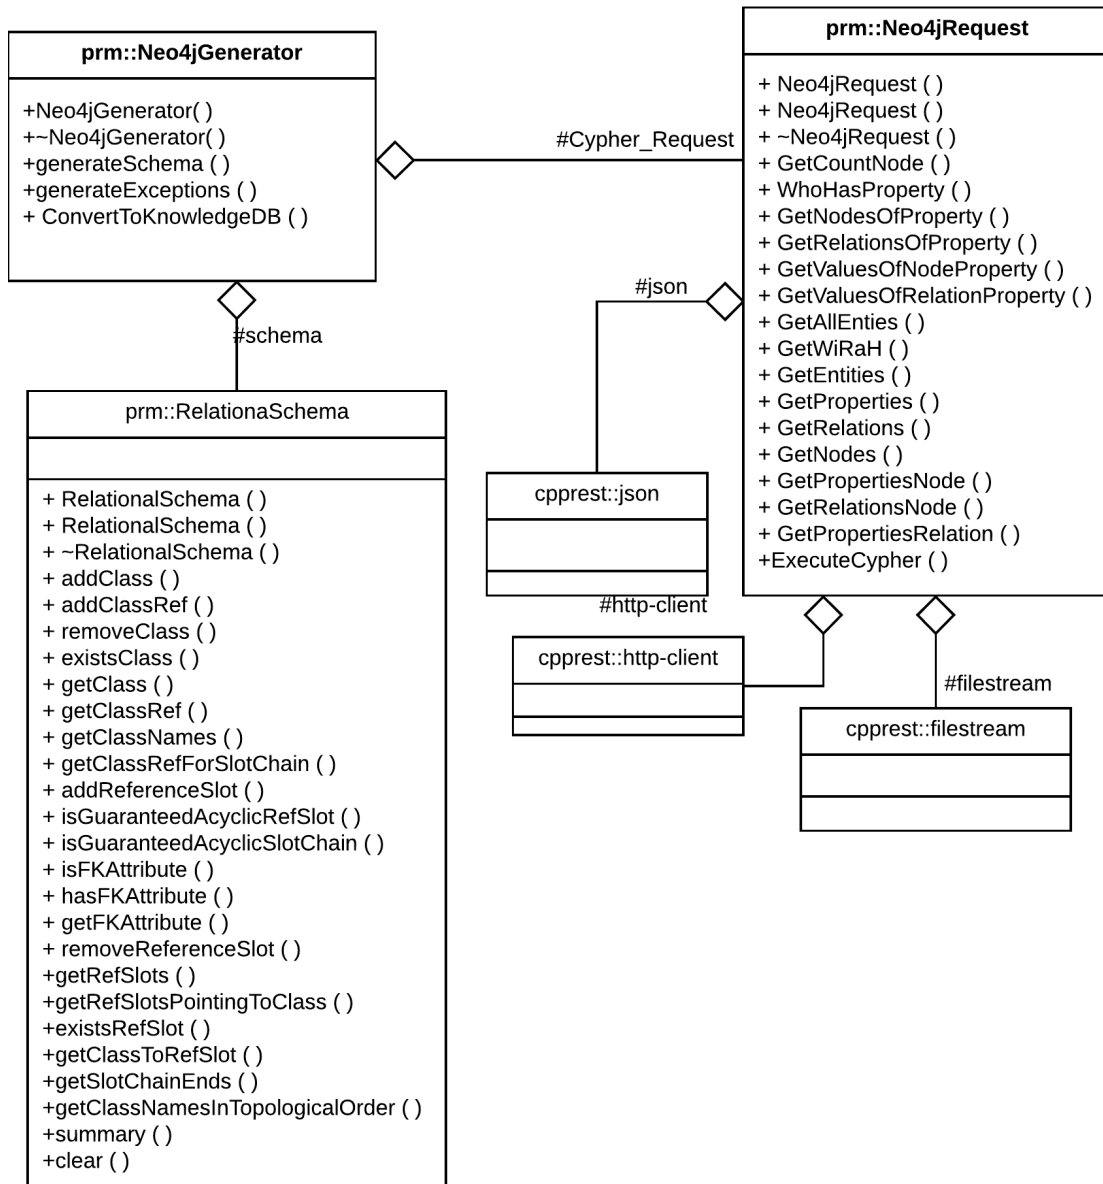 prm::Neo4jGenerator
+Neo4jGenerator( )
+~Neo4jGenerator( )
+generateSchema ( )
+generateExceptions ( )
+ ConvertToKnowledgeDB ( )
#Cypher_Request
prm::Neo4jRequest
+ Neo4jRequest ( )
+ Neo4jRequest ( )
+ ~Neo4jRequest ( )
+ GetCountNode ( )
+ WhoHasProperty ( )
+ GetNodesOfProperty ( )
+ GetRelationsOfProperty ( )
+ GetValuesOfNodeProperty ( )
+ GetValuesOfRelationProperty ( )
+ GetAllEnties ( )
+ GetWiRaH ( )
+ GetEntities ( )
+ GetProperties ( )
+ GetRelations ( )
+ GetNodes ( )
+ GetPropertiesNode ( )
+ GetRelationsNode ( )
+ GetPropertiesRelation ( )
+ExecuteCypher ( )
#schema
prm::RelationaSchema
+ RelationalSchema ( )
+ RelationalSchema ( )
+ ~RelationalSchema ( )
+ addClass ( )
+ addClassRef ( )
+ removeClass ( )
+ existsClass ( )
+ getClass ( )
+ getClassRef ( )
+ getClassNames ( )
+ getClassRefForSlotChain ( )
+ addReferenceSlot ( )
+ isGuaranteedAcyclicRefSlot ( )
+ isGuaranteedAcyclicSlotChain ( )
+ isFKAttribute ( )
+ hasFKAttribute ( )
+ getFKAttribute ( )
+ removeReferenceSlot ( )
+getRefSlots ( )
+getRefSlotsPointingToClass ( )
+existsRefSlot ( )
+getClassToRefSlot ( )
+getSlotChainEnds ( )
+getClassNamesInTopologicalOrder ( )
+summary ( )
+clear ( )
#json
cpprest::json
#http-client
cpprest::http-client
#filestream
cpprest::filestream